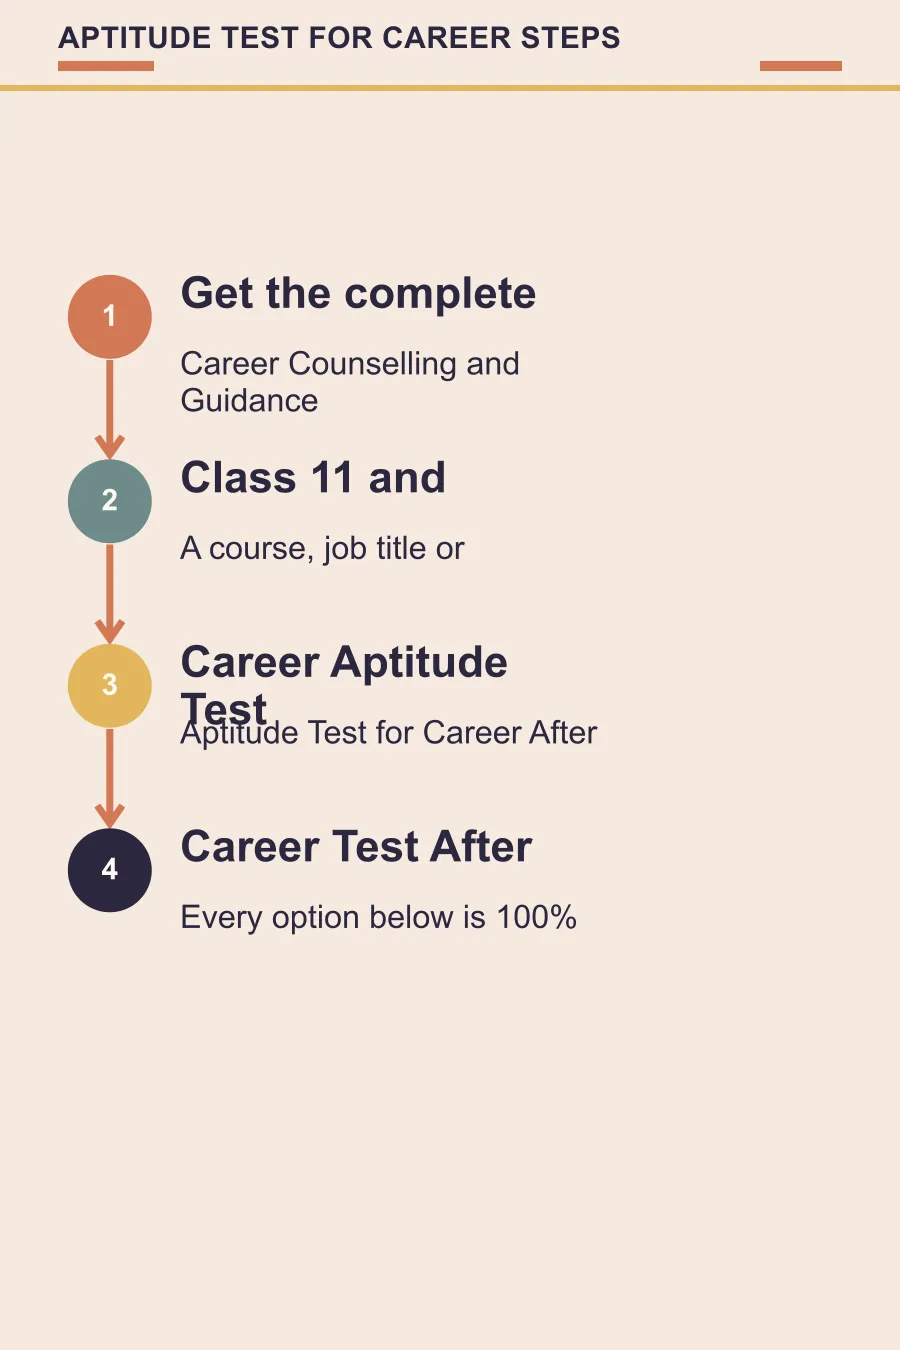 APTITUDE TEST FOR CAREER STEPS
1
Get the complete
Career Counselling and
Guidance
2
Class 11 and
A course, job title or
3
Career Aptitude
Test
Aptitude Test for Career After
4
Career Test After
Every option below is 100%